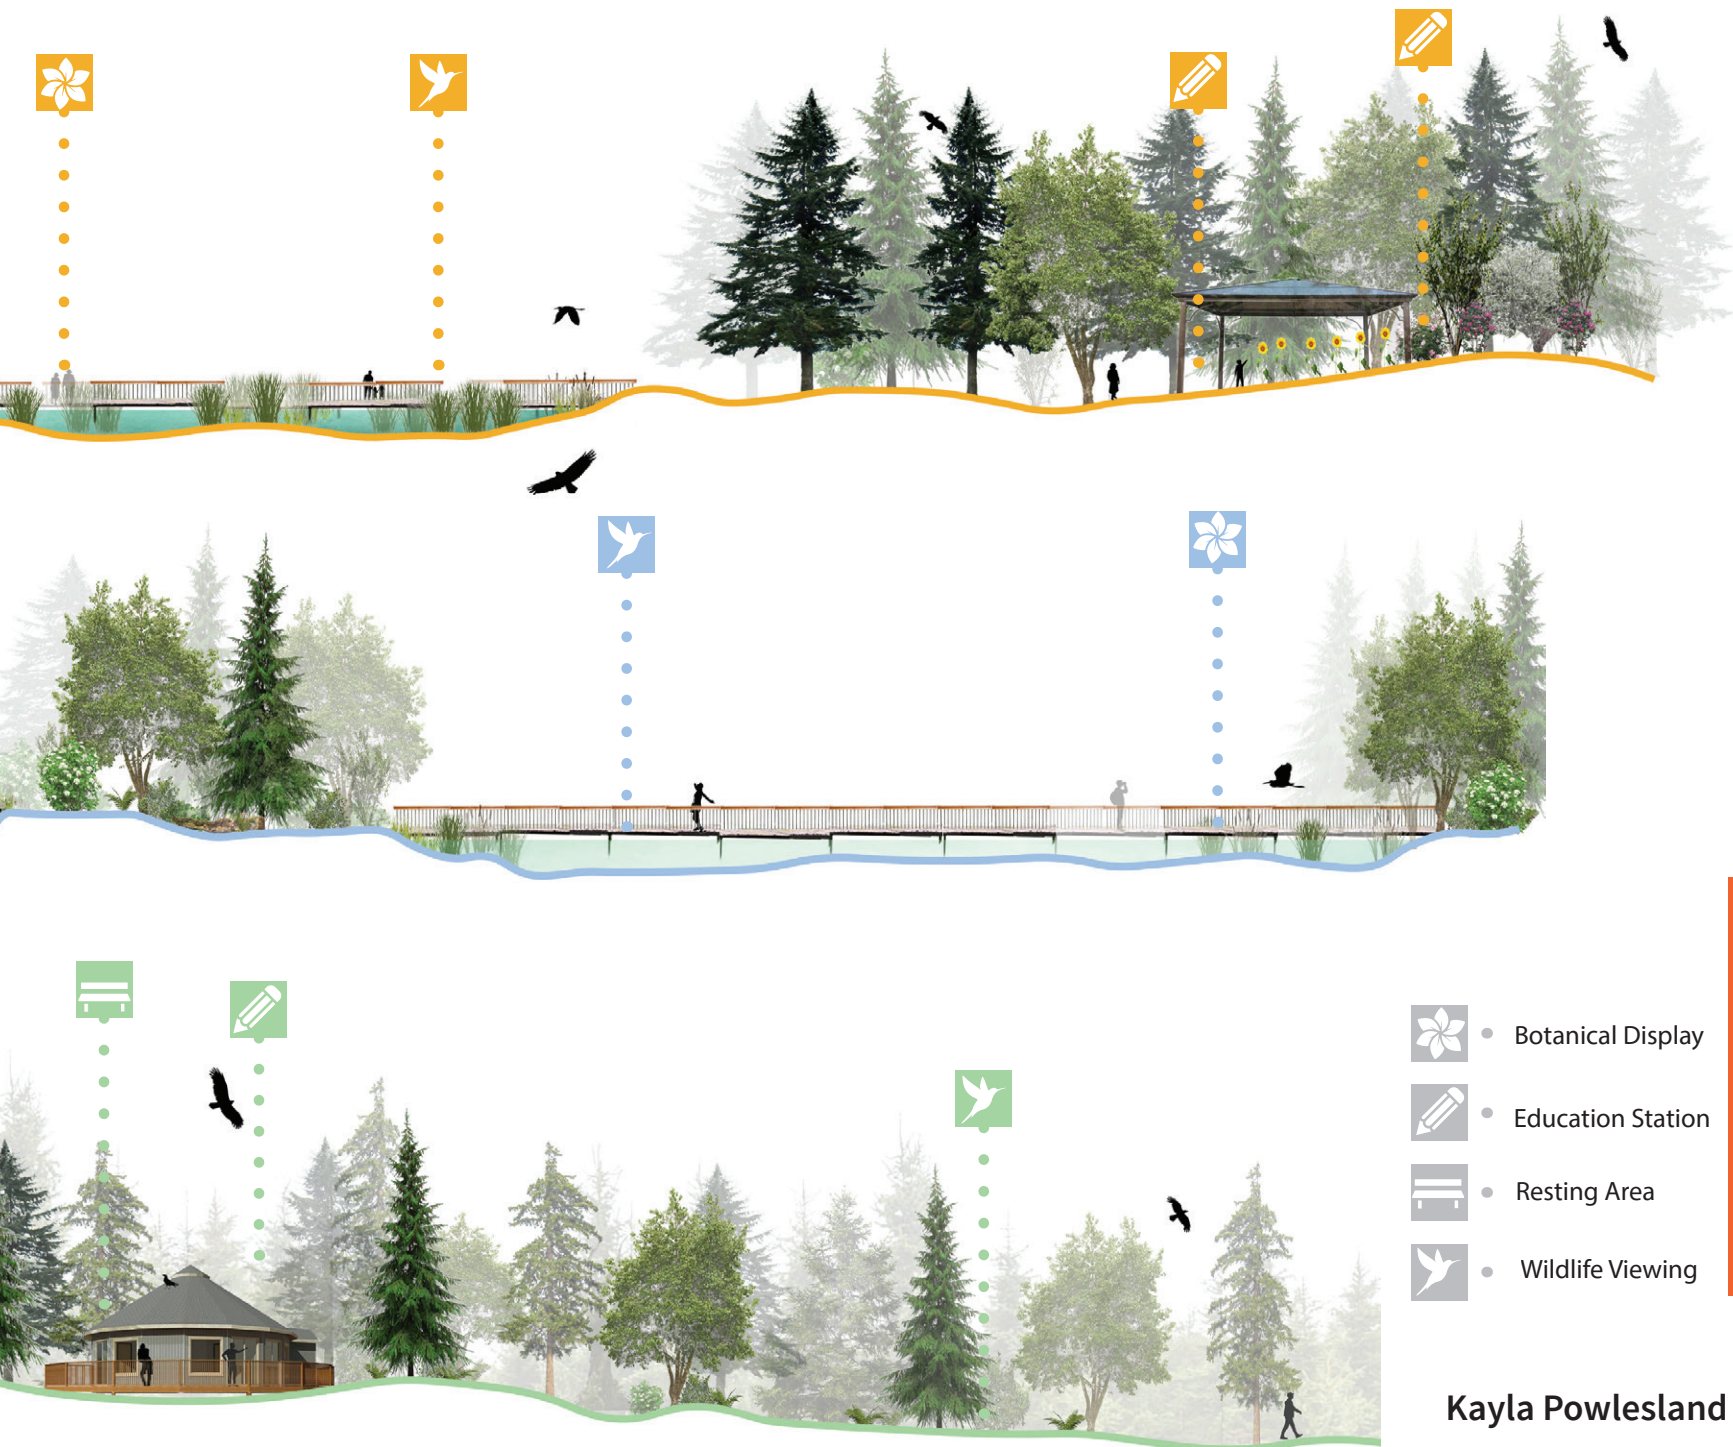 Botanical Display
Education Station
Resting Area
Wildlife Viewing
Kayla Powlesland